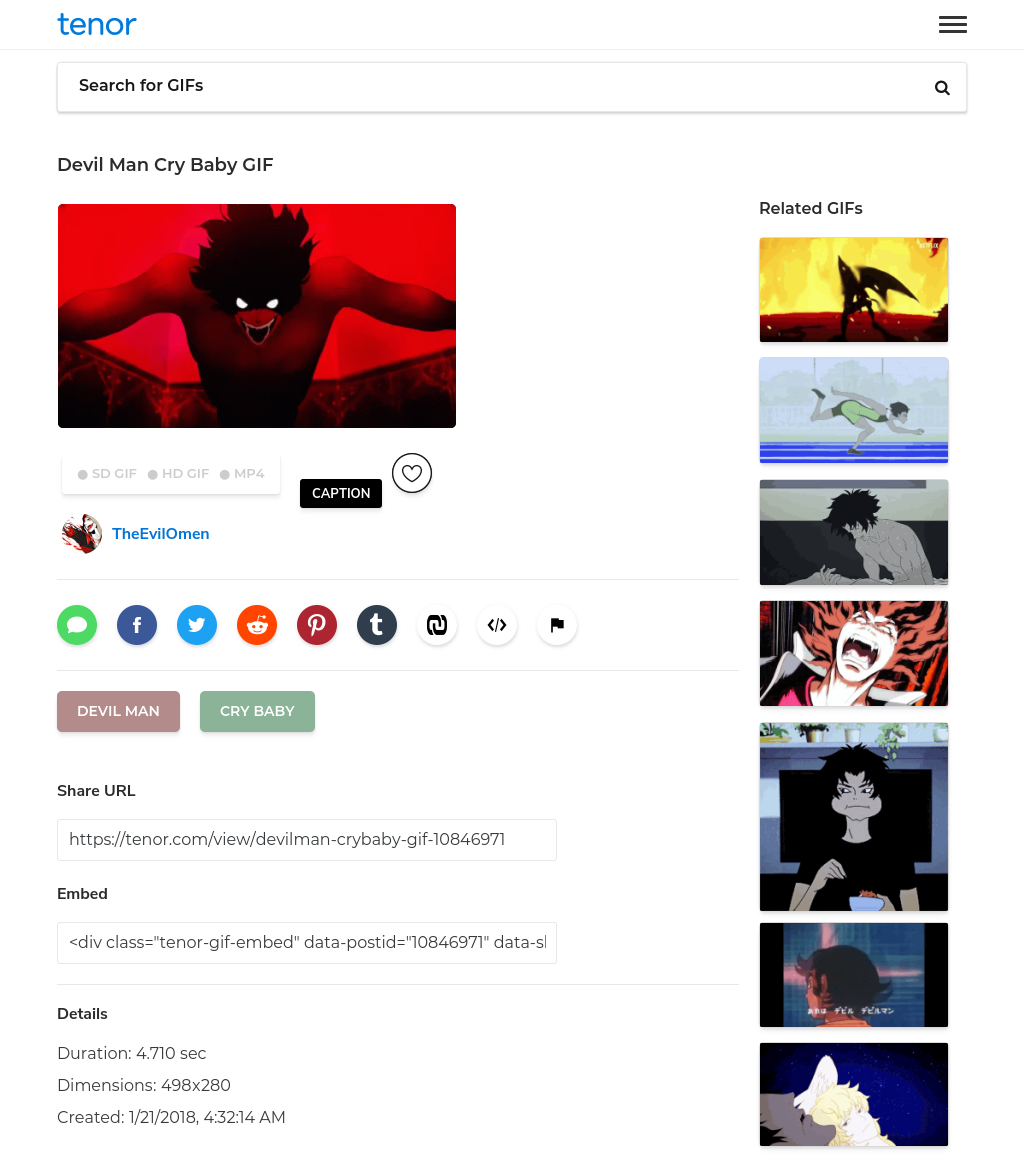 tenor
Search for GIFs
Devil Man Cry Baby GIF
Related GIFs
NETFLIX
SD GIF HD GIF MP4
CAPTION
TheEvilOmen
DEVIL MAN
CRY BABY
Share URL
https://tenor.com/view/devilman-crybaby-gif-10846971
Embed
<div class="tenor-gif-embed" data-postid="10846971" data-sl
Details
Duration: 4.710 sec
Dimensions: 498x280
Created: 1/21/2018, 4:32:14 AM
あれは デビル デビルマン